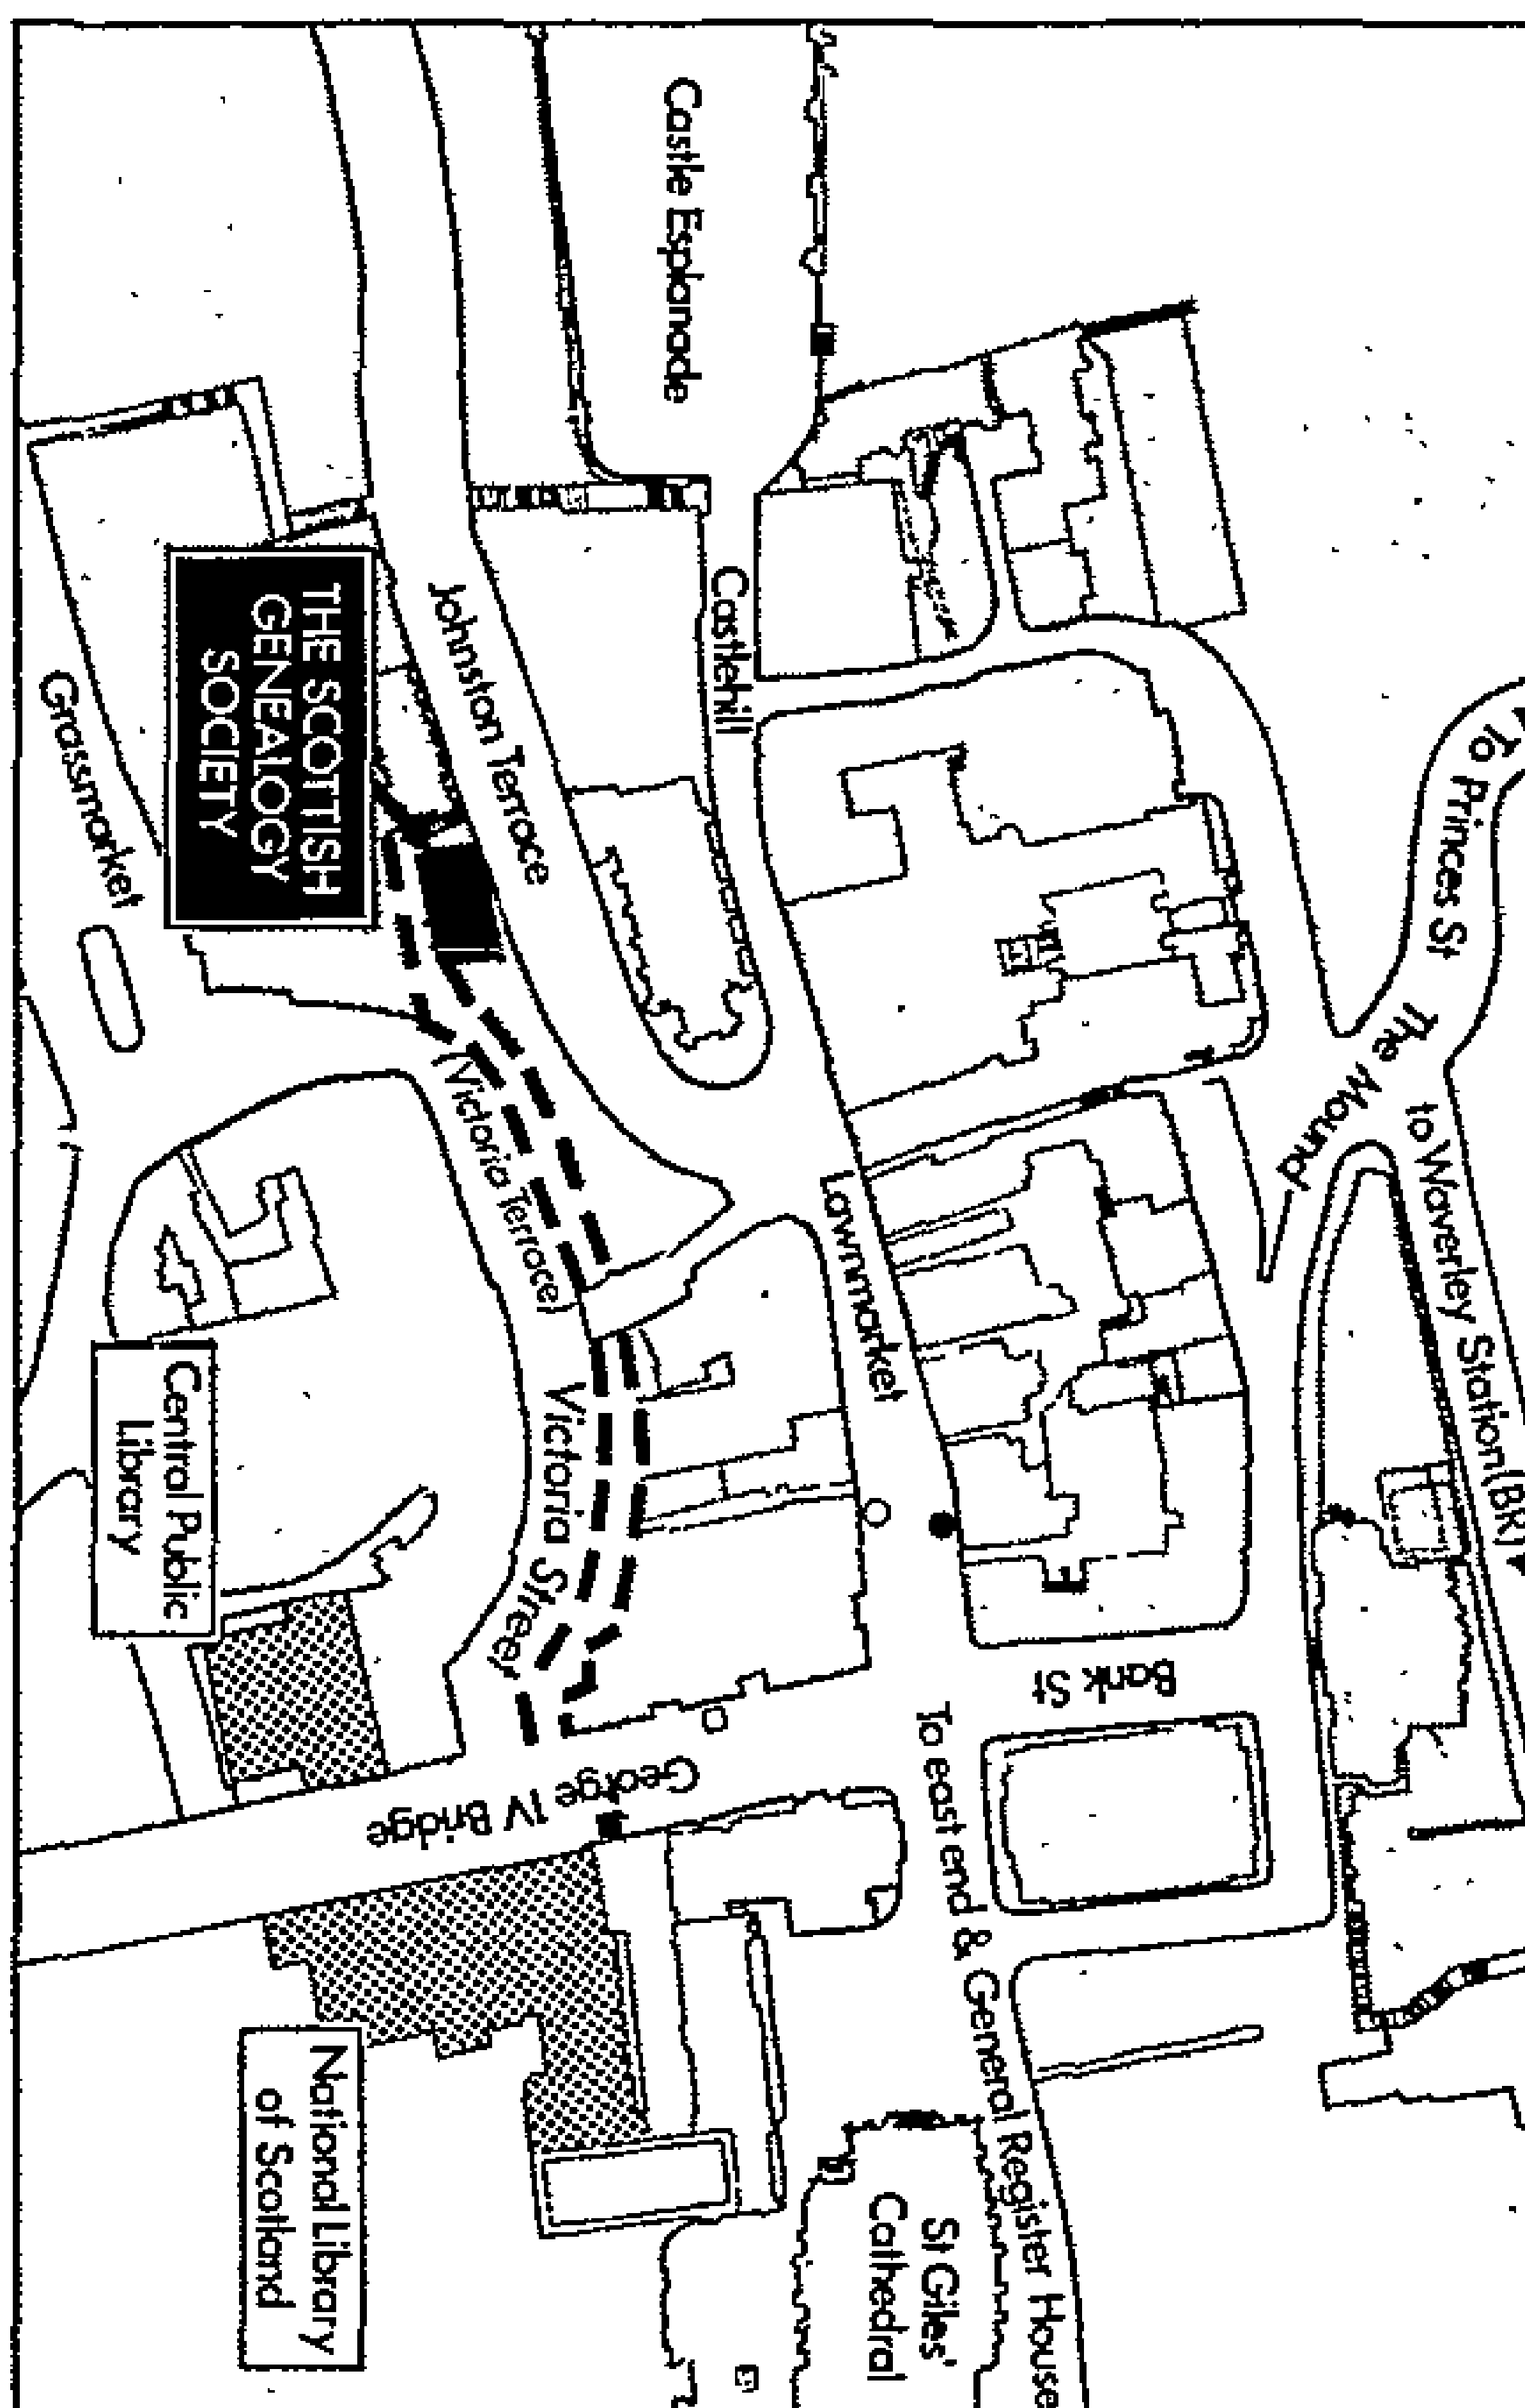 Castle Esplanade
Castlehill
Johnston Terrace
THE SCOTTISH
GENEALOGY
SOCIETY
Grassmarket
To Princes St
The Mound
to Waverley Station (BR)
(Victoria Terrace)
Lawnmarket
Victoria Street
Central Public
Library
Bank St
George IV Bridge
To east end & General Register House
National Library
of Scotland
St Giles'
Cathedral